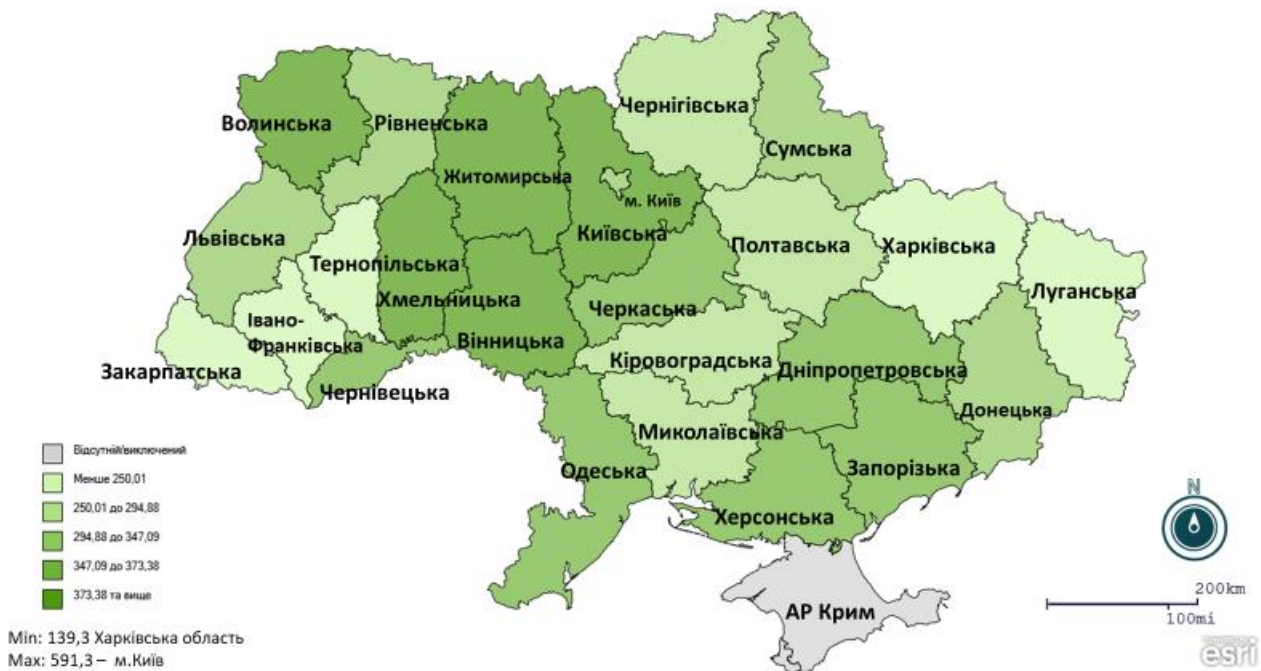 Чернігівська
Волинська
Рівненська
Сумська
Житомирська
м. Київ
Київська
Львівська
Полтавська
Харківська
Тернопільська
Луганська
Хмельницька
Черкаська
Івано-
Франківська
Вінницька
Кіровоградська
Закарпатська
Дніпропетровська
Чернівецька
Донецька
Миколаївська
Одеська
Запорізька
Херсонська
АР Крим
Відсутній/виключений
Менше 250,01
250,01 до 294,88
294,88 до 347,09
347,09 до 373,38
373,38 та вище
Min: 139,3 Харківська область
Max: 591,3 – м.Київ
N
200km
100mi
esri